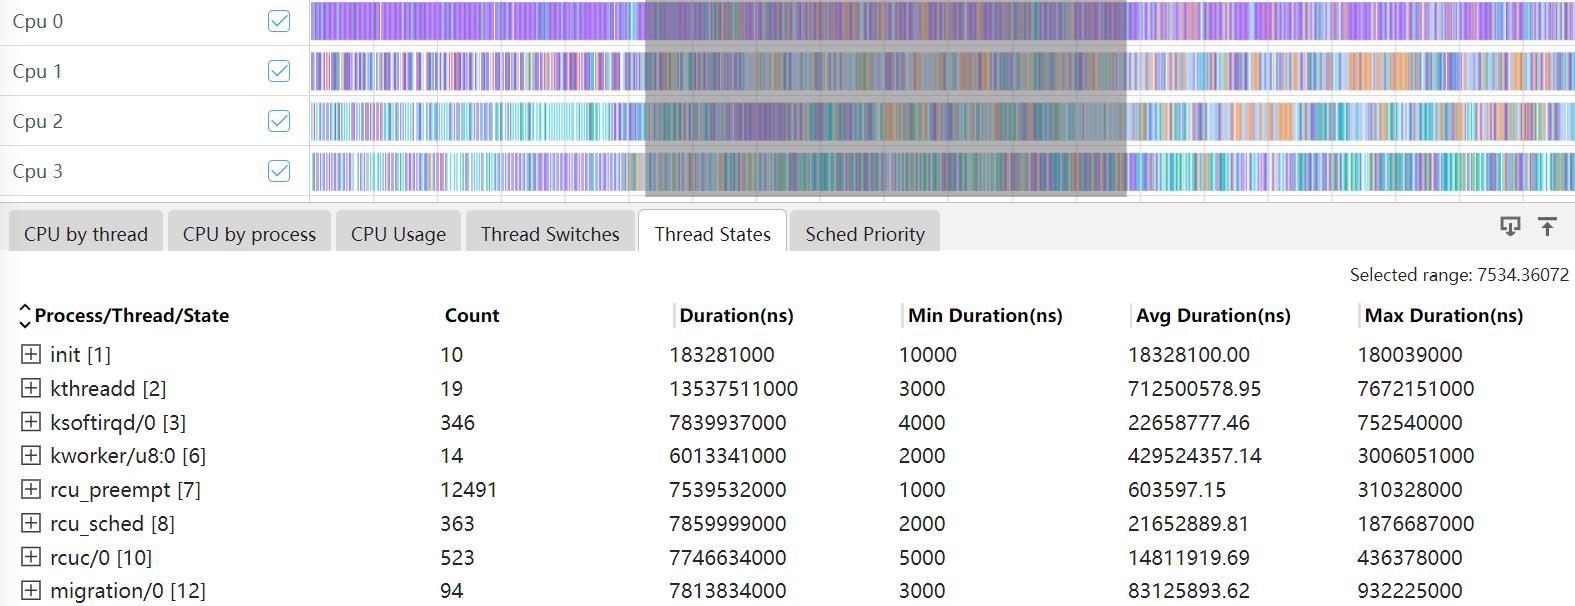 Cpu 0
Cpu 1
Cpu 2
Cpu 3
CPU by thread CPU by process CPU Usage Thread Switches Thread States Sched Priority
Selected range: 7534.36072
Process/Thread/State Count Duration(ns) Min Duration(ns) Avg Duration(ns) Max Duration(ns)
init [1] 10 183281000 10000 18328100.00 180039000
kthreadd [2] 19 13537511000 3000 712500578.95 7672151000
ksoftirqd/0 [3] 346 7839937000 4000 22658777.46 752540000
kworker/u8:0 [6] 14 6013341000 2000 429524357.14 3006051000
rcu_preempt [7] 12491 7539532000 1000 603597.15 310328000
rcu_sched [8] 363 7859999000 2000 21652889.81 1876687000
rcuc/0 [10] 523 7746634000 5000 14811919.69 436378000
migration/0 [12] 94 7813834000 3000 83125893.62 932225000